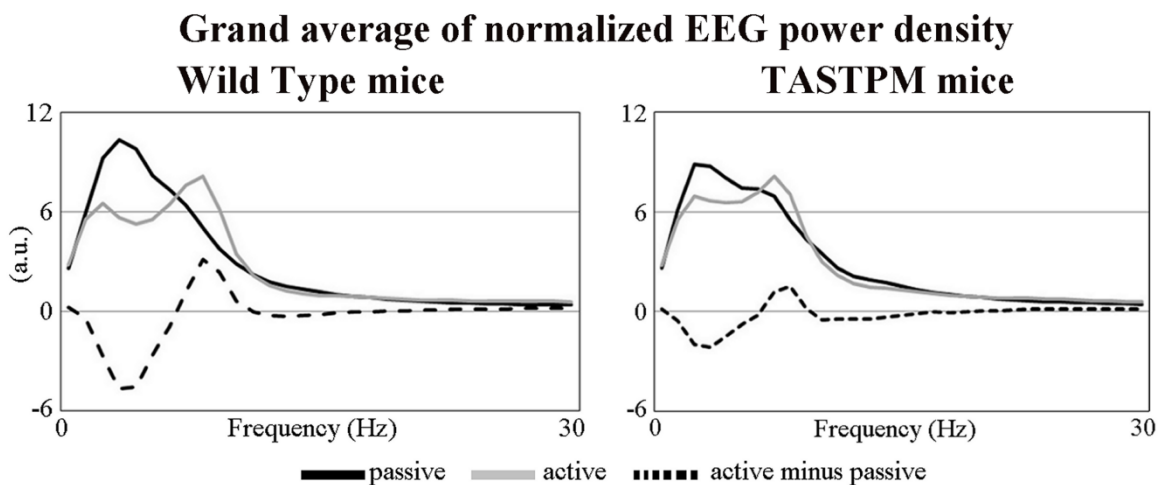 Grand average of normalized EEG power density
Wild Type mice
TASTPM mice
12
6
0
-6
(a.u.)
0
Frequency (Hz)
30
12
6
0
-6
(a.u.)
0
Frequency (Hz)
30
passive
active
active minus passive